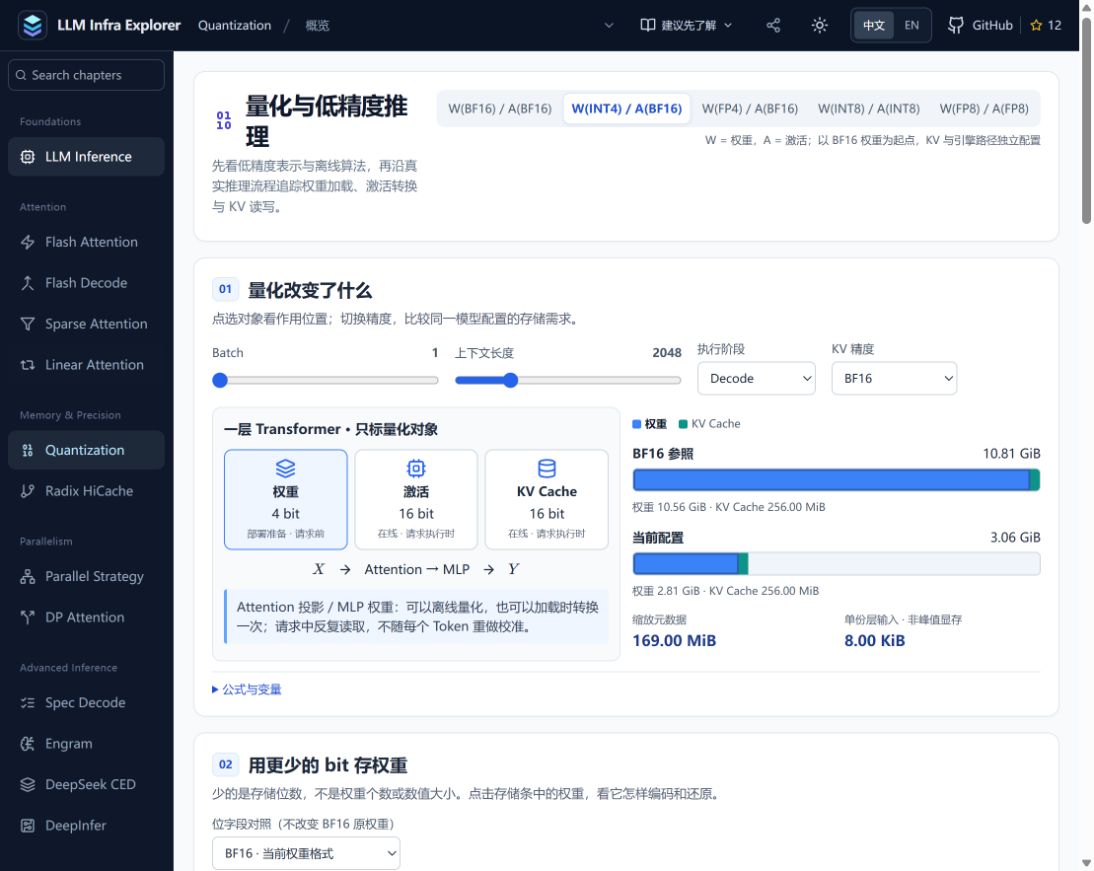 LLM Infra Explorer
Quantization / 概览
建议先了解
中文
EN
GitHub
12
Search chapters
Foundations
LLM Inference
Attention
Flash Attention
Flash Decode
Sparse Attention
Linear Attention
Memory & Precision
Quantization
Radix HiCache
Parallelism
Parallel Strategy
DP Attention
Advanced Inference
Spec Decode
Engram
DeepSeek CED
DeepInfer
量化与低精度推
理
先看低精度表示与离线算法，再沿真
实推理流程追踪权重加载、激活转换
与 KV 读写。
W(BF16) / A(BF16)
W(INT4) / A(BF16)
W(FP4) / A(BF16)
W(INT8) / A(INT8)
W(FP8) / A(FP8)
W = 权重，A = 激活；以 BF16 权重为起点，KV 与引擎路径独立配置
01 量化改变了什么
点选对象看作用位置；切换精度，比较同一模型配置的存储需求。
Batch 1
上下文长度 2048
执行阶段
Decode
KV 精度
BF16
一层 Transformer • 只标量化对象
权重
4 bit
部署准备 · 请求前
激活
16 bit
在线 · 请求执行时
KV Cache
16 bit
在线 · 请求执行时
X → Attention → MLP → Y
Attention 投影 / MLP 权重：可以离线量化，也可以加载时转换
一次；请求中反复读取，不随每个 Token 重做校准。
权重 KV Cache
BF16 参照 10.81 GiB
权重 10.56 GiB · KV Cache 256.00 MiB
当前配置 3.06 GiB
权重 2.81 GiB · KV Cache 256.00 MiB
缩放元数据
169.00 MiB
单份层输入 · 非峰值显存
8.00 KiB
公式与变量
02 用更少的 bit 存权重
少的是存储位数，不是权重个数或数值大小。点击存储条中的权重，看它怎样编码和还原。
位字段对照（不改变 BF16 原权重）
BF16 · 当前权重格式